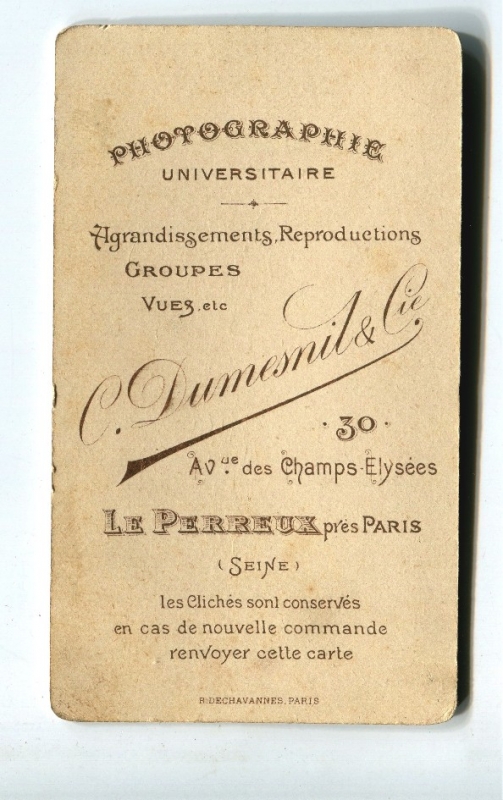 PHOTOGRAPHIE
UNIVERSITAIRE
Agrandissements, Reproductions
GROUPES
VUES, etc
C. Dumesnil & Cie
· 30 ·
Av.ue des Champs-Elysées
LE PERREUX près PARIS
(SEINE)
les Clichés sont conservés
en cas de nouvelle commande
renvoyer cette carte
B. DECHAVANNES, PARIS